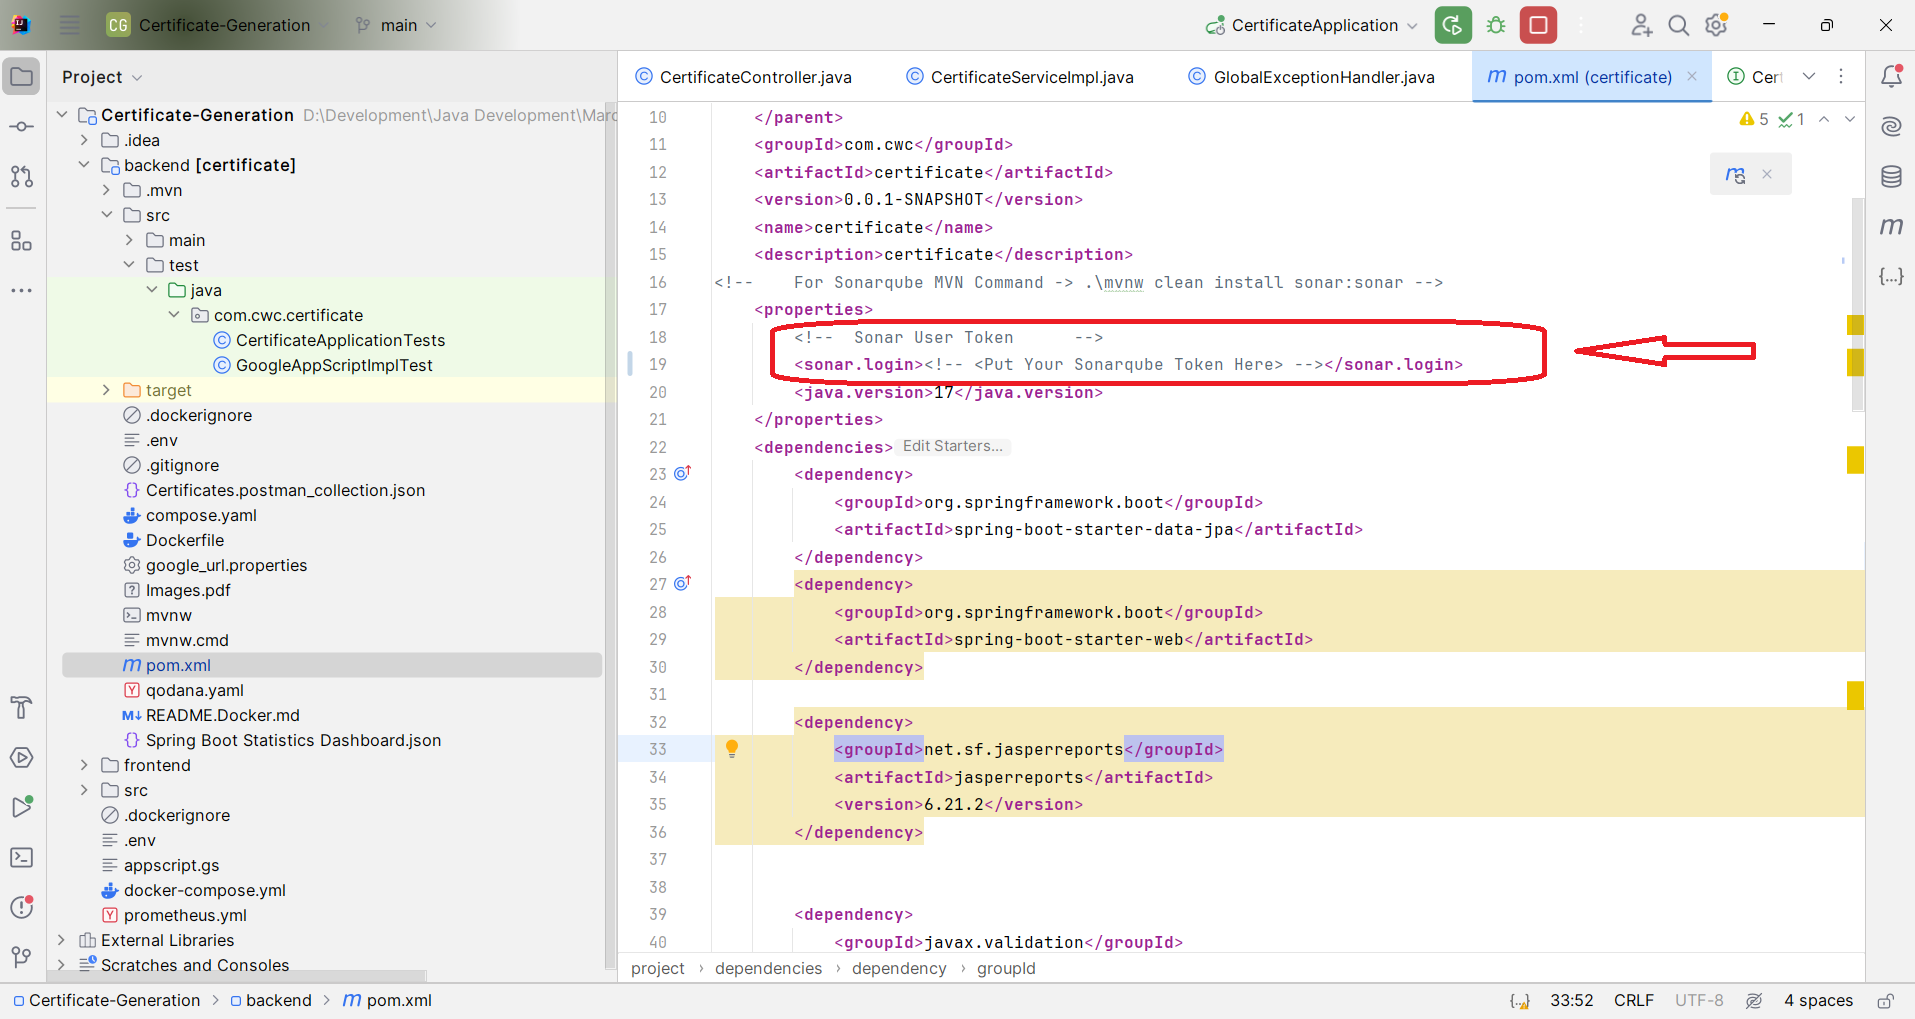 CG Certificate-Generation main CertificateApplication
Project
Certificate-Generation D:\Development\Java Development\Marc
.idea
backend [certificate]
.mvn
src
main
test
java
com.cwc.certificate
CertificateApplicationTests
GoogleAppScriptImplTest
target
.dockerignore
.env
.gitignore
Certificates.postman_collection.json
compose.yaml
Dockerfile
google_url.properties
Images.pdf
mvnw
mvnw.cmd
pom.xml
qodana.yaml
README.Docker.md
Spring Boot Statistics Dashboard.json
frontend
src
.dockerignore
.env
appscript.gs
docker-compose.yml
prometheus.yml
External Libraries
Scratches and Consoles
CertificateController.java CertificateServiceImpl.java GlobalExceptionHandler.java pom.xml (certificate) Cert
5 1
10 </parent>
11 <groupId>com.cwc</groupId>
12 <artifactId>certificate</artifactId>
13 <version>0.0.1-SNAPSHOT</version>
14 <name>certificate</name>
15 <description>certificate</description>
16 <!-- For Sonarqube MVN Command -> .\mvnw clean install sonar:sonar -->
17 <properties>
18 <!-- Sonar User Token -->
19 <sonar.login><!-- <Put Your Sonarqube Token Here> --></sonar.login>
20 <java.version>17</java.version>
21 </properties>
22 <dependencies> Edit Starters...
23 <dependency>
24 <groupId>org.springframework.boot</groupId>
25 <artifactId>spring-boot-starter-data-jpa</artifactId>
26 </dependency>
27 <dependency>
28 <groupId>org.springframework.boot</groupId>
29 <artifactId>spring-boot-starter-web</artifactId>
30 </dependency>
31
32 <dependency>
33 <groupId>net.sf.jasperreports</groupId>
34 <artifactId>jasperreports</artifactId>
35 <version>6.21.2</version>
36 </dependency>
37
38
39 <dependency>
40 <groupId>javax.validation</groupId>
project › dependencies › dependency › groupId
Certificate-Generation > backend > pom.xml 33:52 CRLF UTF-8 4 spaces